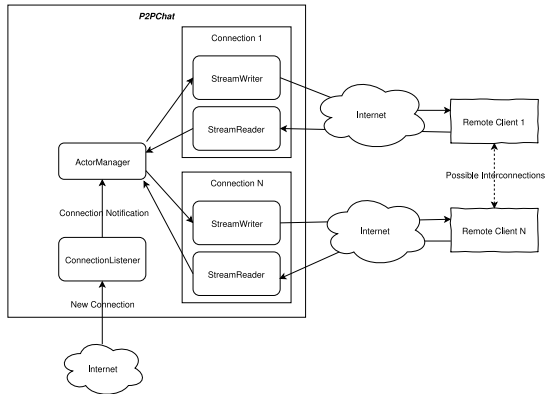 P2PChat
Connection 1
StreamWriter
StreamReader
Internet
Remote Client 1
ActorManager
Possible Interconnections
Connection N
StreamWriter
StreamReader
Internet
Remote Client N
Connection Notification
ConnectionListener
New Connection
Internet